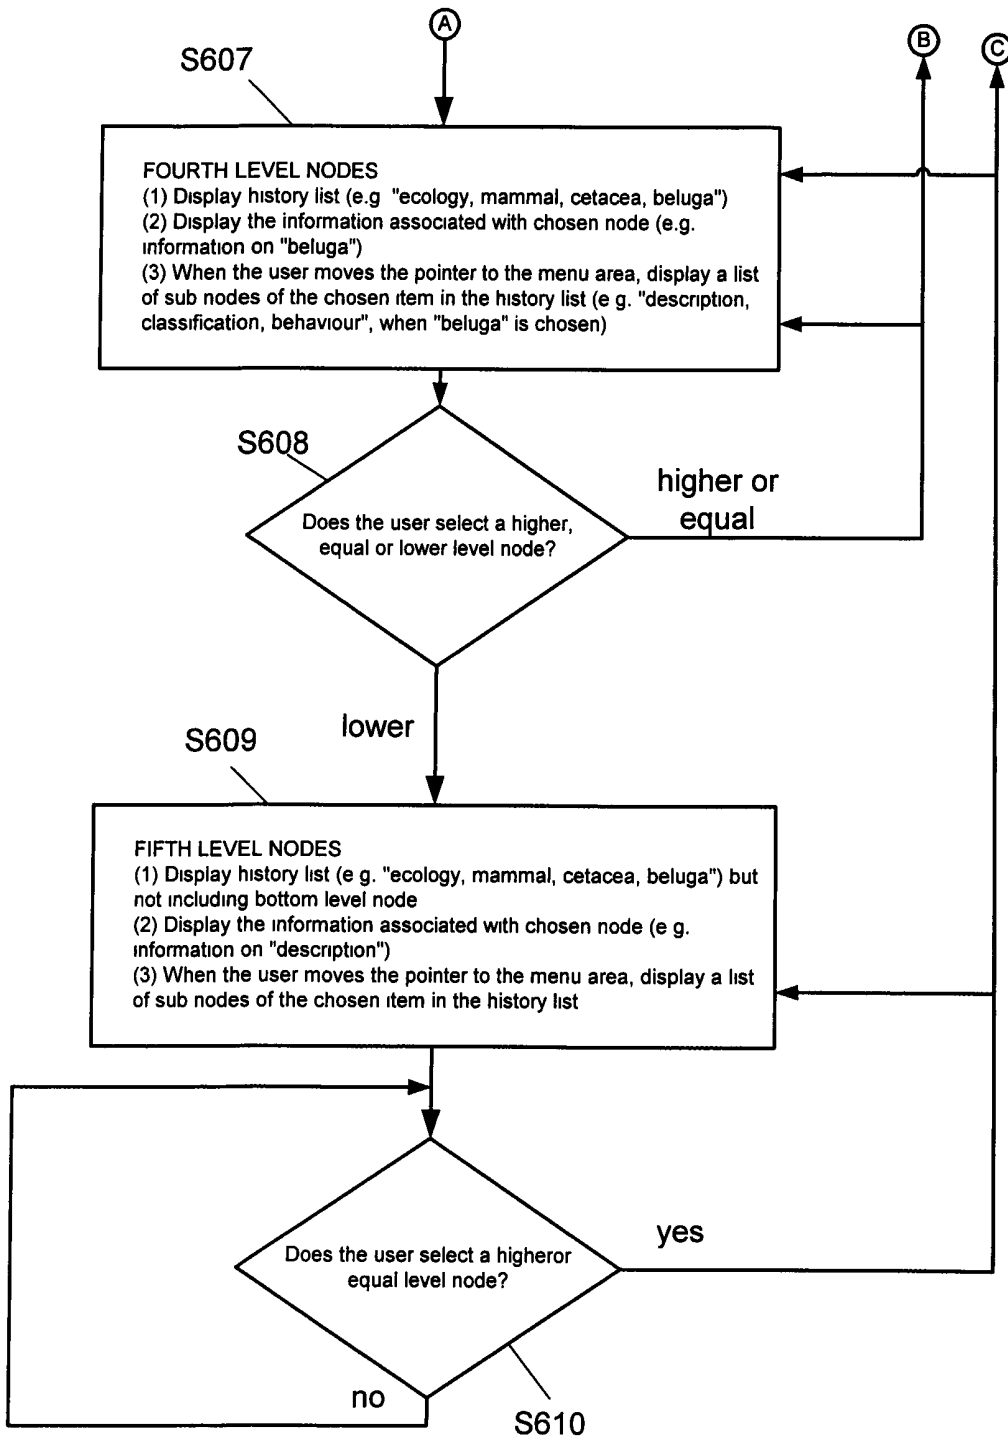 A
B
C
S607
FOURTH LEVEL NODES
(1) Display history list (e.g "ecology, mammal, cetacea, beluga")
(2) Display the information associated with chosen node (e.g.
information on "beluga")
(3) When the user moves the pointer to the menu area, display a list
of sub nodes of the chosen item in the history list (e g. "description,
classification, behaviour", when "beluga" is chosen)
S608
higher or
equal
Does the user select a higher,
equal or lower level node?
lower
S609
FIFTH LEVEL NODES
(1) Display history list (e g. "ecology, mammal, cetacea, beluga") but
not including bottom level node
(2) Display the information associated with chosen node (e g.
information on "description")
(3) When the user moves the pointer to the menu area, display a list
of sub nodes of the chosen item in the history list
yes
Does the user select a higheror
equal level node?
no
S610